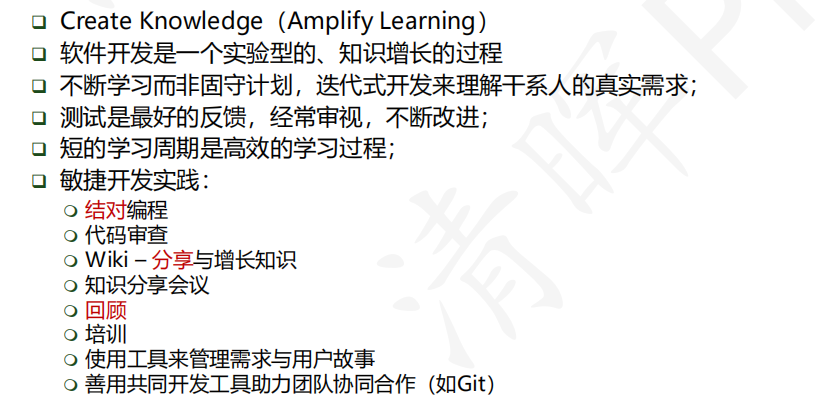 Create Knowledge（Amplify Learning）
软件开发是一个实验型的、知识增长的过程
不断学习而非固守计划，迭代式开发来理解干系人的真实需求；
测试是最好的反馈，经常审视，不断改进；
短的学习周期是高效的学习过程；
敏捷开发实践：
结对编程
代码审查
Wiki – 分享与增长知识
知识分享会议
回顾
培训
使用工具来管理需求与用户故事
善用共同开发工具助力团队协同合作（如Git）
清晖P